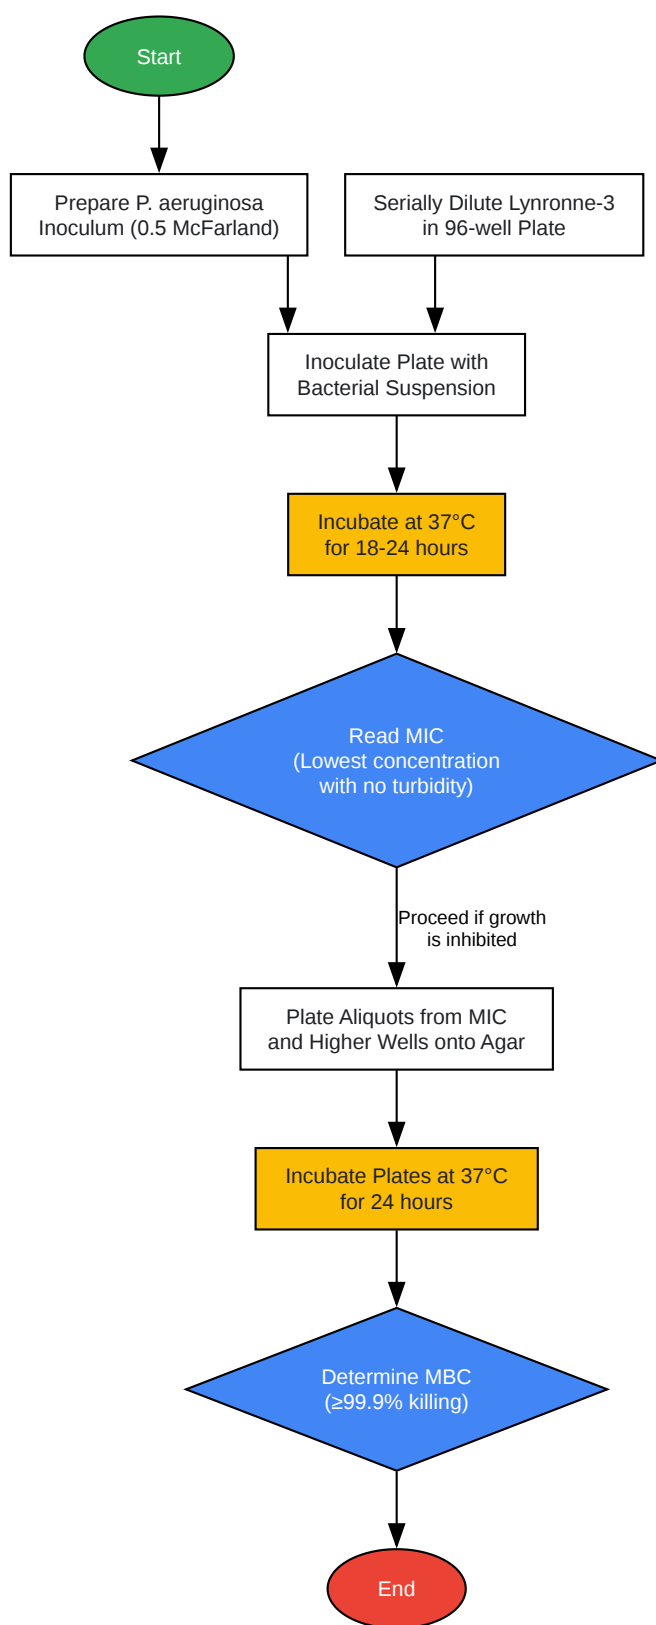 Start
Prepare P. aeruginosa
Inoculum (0.5 McFarland)
Serially Dilute Lynronne-3
in 96-well Plate
Inoculate Plate with
Bacterial Suspension
Incubate at 37°C
for 18-24 hours
Read MIC
(Lowest concentration
with no turbidity)
Proceed if growth
is inhibited
Plate Aliquots from MIC
and Higher Wells onto Agar
Incubate Plates at 37°C
for 24 hours
Determine MBC
(≥99.9% killing)
End